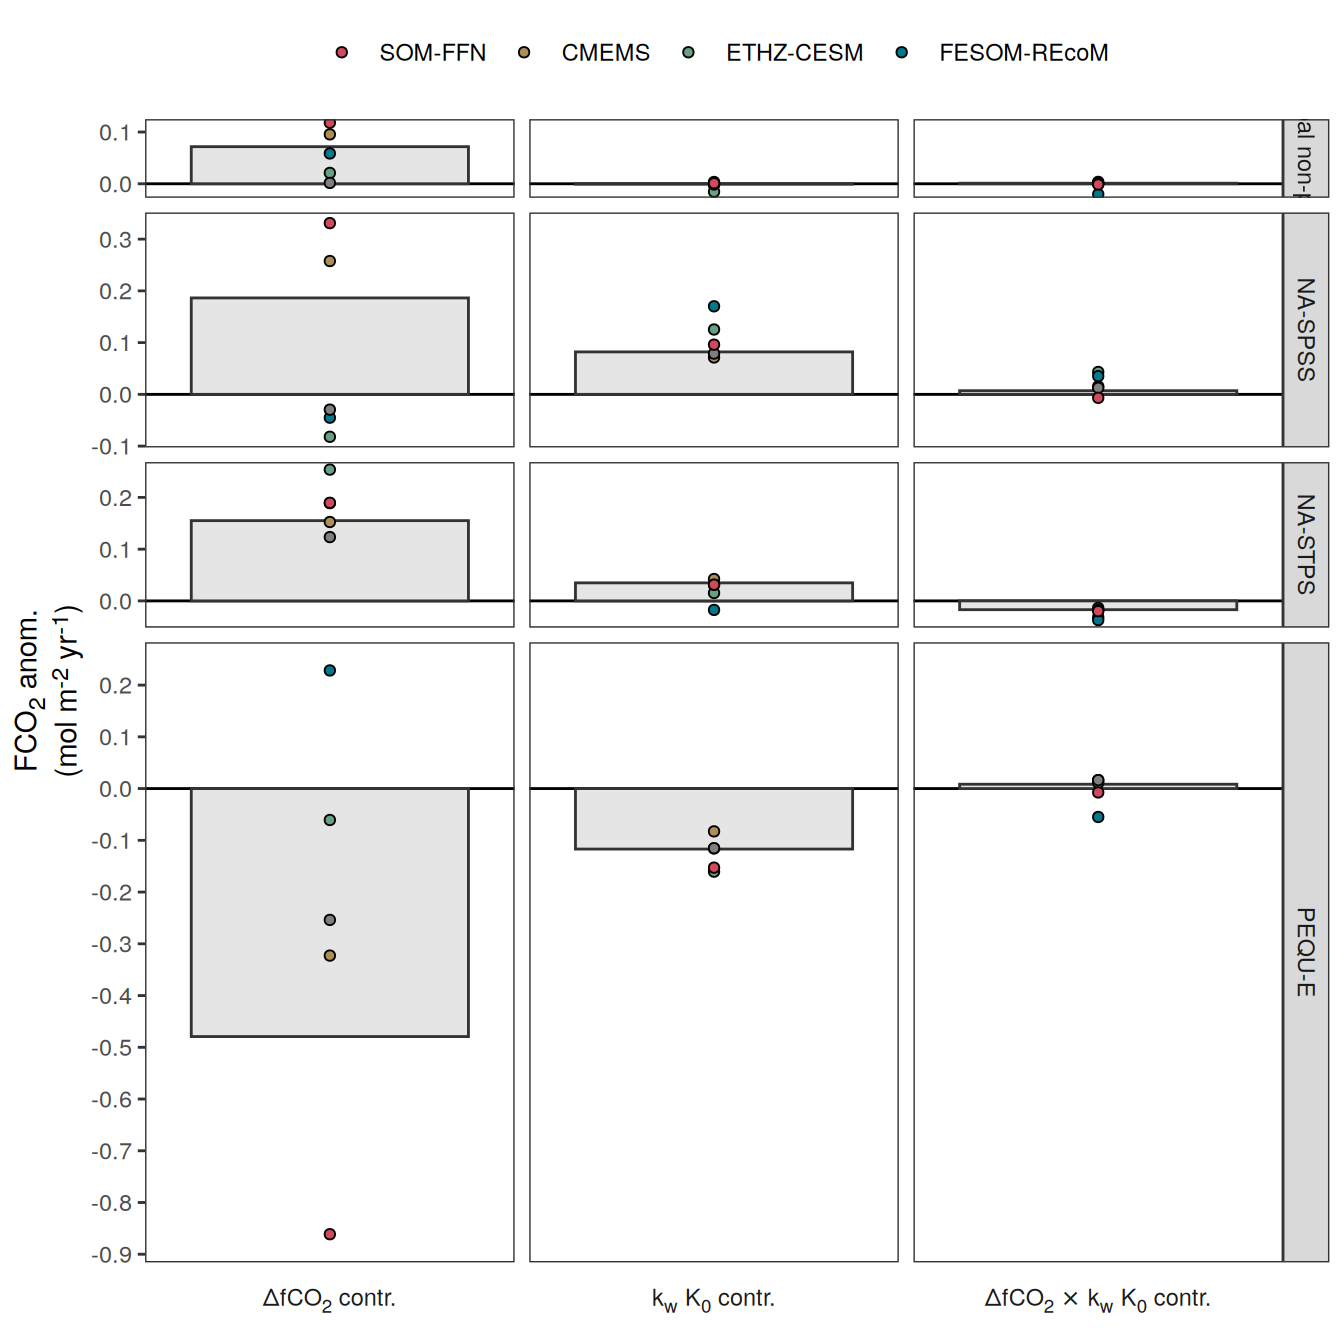 SOM-FFN CMEMS ETHZ-CESM FESOM-REcoM
0.1
0.0
al non-
0.3
0.2
0.1
0.0
-0.1
NA-SPSS
0.2
0.1
0.0
NA-STPS
0.2
0.1
0.0
-0.1
-0.2
-0.3
-0.4
-0.5
-0.6
-0.7
-0.8
-0.9
PEQU-E
FCO₂ anom.
(mol m⁻² yr⁻¹)
ΔfCO₂ contr.
k_w K₀ contr.
ΔfCO₂ × k_w K₀ contr.